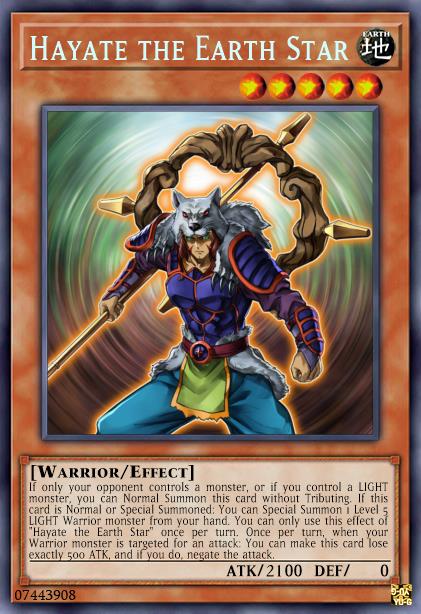 HAYATE THE EARTH STAR
EARTH
地
[WARRIOR/EFFECT]
If only your opponent controls a monster, or if you control a LIGHT
monster, you can Normal Summon this card without Tributing. If this
card is Normal or Special Summoned: You can Special Summon 1 Level 5
LIGHT Warrior monster from your hand. You can only use this effect of
"Hayate the Earth Star" once per turn. Once per turn, when your
Warrior monster is targeted for an attack: You can make this card lose
exactly 500 ATK, and if you do, negate the attack.
ATK/2100 DEF/ 0
07443908